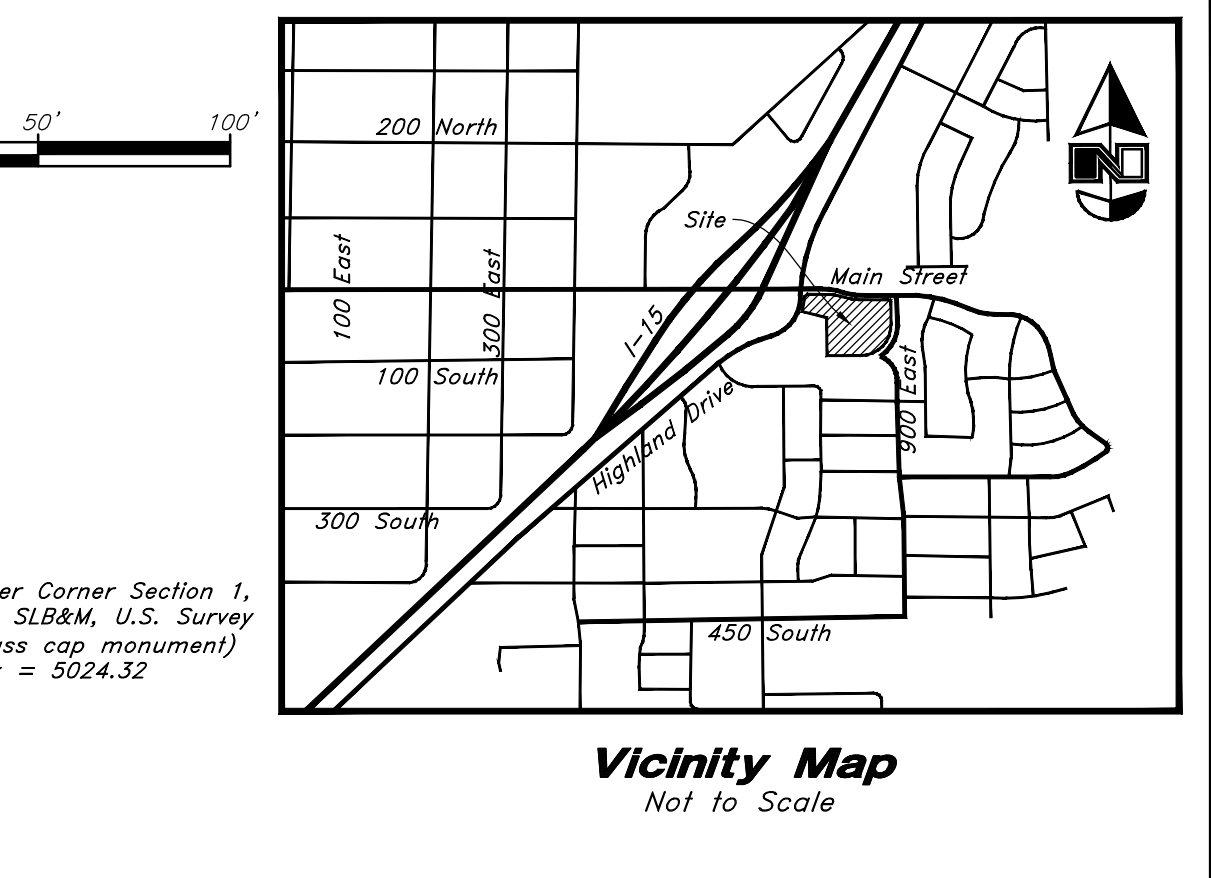 50' 100'
200 North
Site
Main Street
100 East
300 East
I-15
100 South
900 East
Highland Drive
300 South
450 South
N
er Corner Section 1,
SLB&M, U.S. Survey
ss cap monument)
= 5024.32
Vicinity Map
Not to Scale